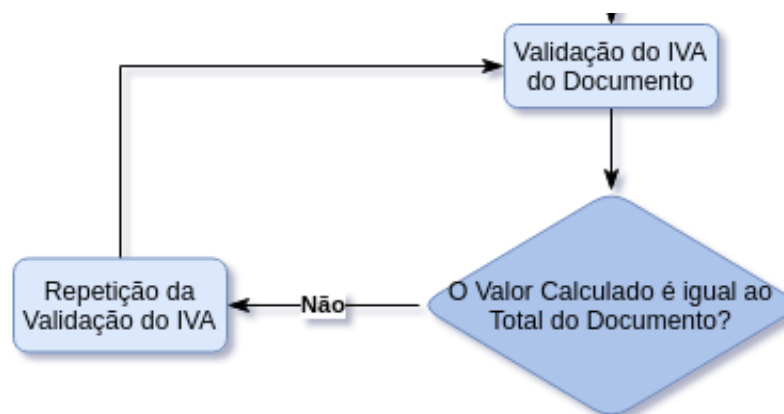 Validação do IVA
do Documento
O Valor Calculado é igual ao
Total do Documento?
Não
Repetição da
Validação do IVA